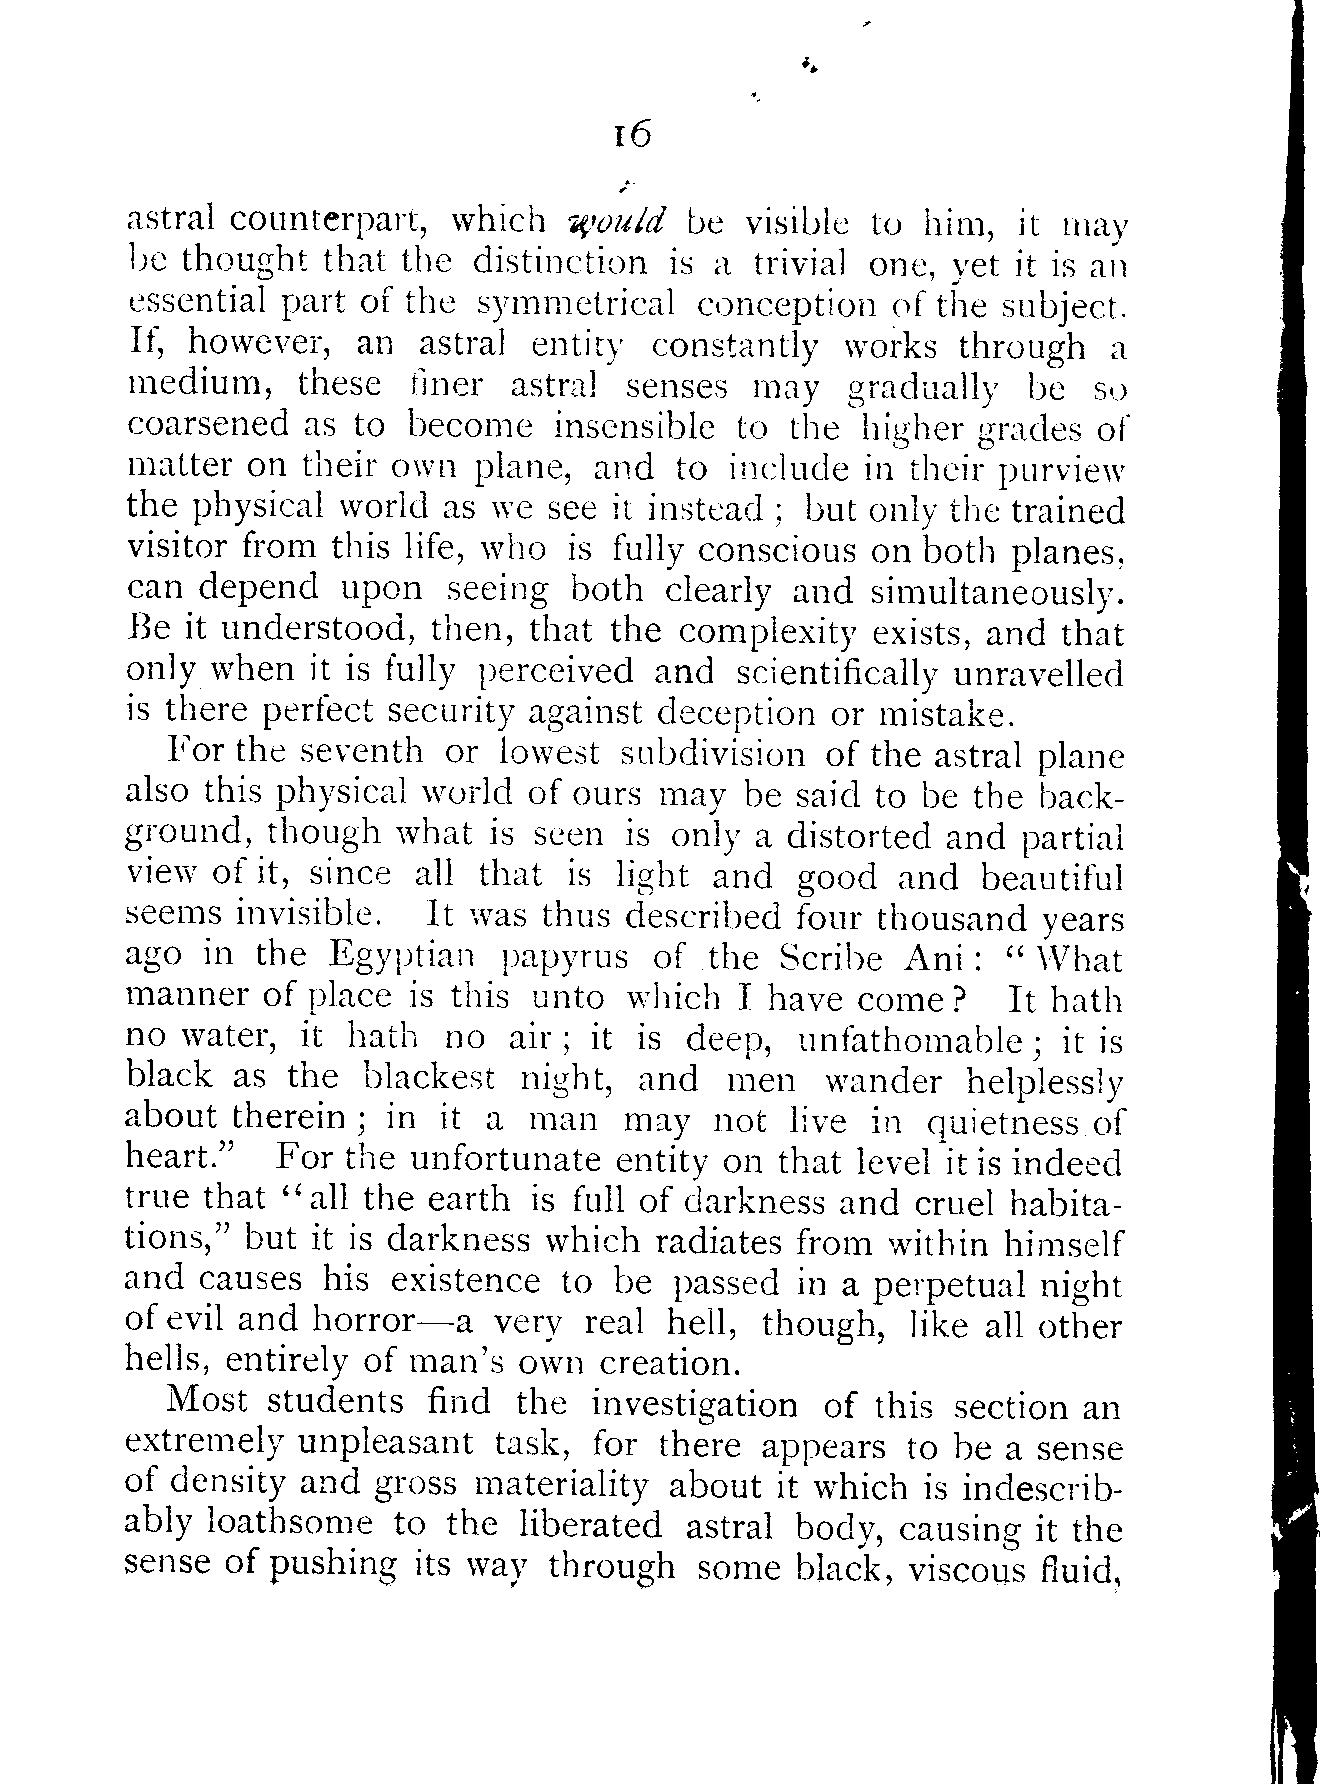 16
astral counterpart, which would be visible to him, it may
be thought that the distinction is a trivial one, yet it is an
essential part of the symmetrical conception of the subject.
If, however, an astral entity constantly works through a
medium, these finer astral senses may gradually be so
coarsened as to become insensible to the higher grades of
matter on their own plane, and to include in their purview
the physical world as we see it instead ; but only the trained
visitor from this life, who is fully conscious on both planes,
can depend upon seeing both clearly and simultaneously.
Be it understood, then, that the complexity exists, and that
only when it is fully perceived and scientifically unravelled
is there perfect security against deception or mistake.
For the seventh or lowest subdivision of the astral plane
also this physical world of ours may be said to be the back-
ground, though what is seen is only a distorted and partial
view of it, since all that is light and good and beautiful
seems invisible. It was thus described four thousand years
ago in the Egyptian papyrus of the Scribe Ani : “ What
manner of place is this unto which I have come ? It hath
no water, it hath no air ; it is deep, unfathomable ; it is
black as the blackest night, and men wander helplessly
about therein ; in it a man may not live in quietness of
heart.” For the unfortunate entity on that level it is indeed
true that “all the earth is full of darkness and cruel habita-
tions,” but it is darkness which radiates from within himself
and causes his existence to be passed in a perpetual night
of evil and horror—a very real hell, though, like all other
hells, entirely of man’s own creation.
Most students find the investigation of this section an
extremely unpleasant task, for there appears to be a sense
of density and gross materiality about it which is indescrib-
ably loathsome to the liberated astral body, causing it the
sense of pushing its way through some black, viscous fluid,